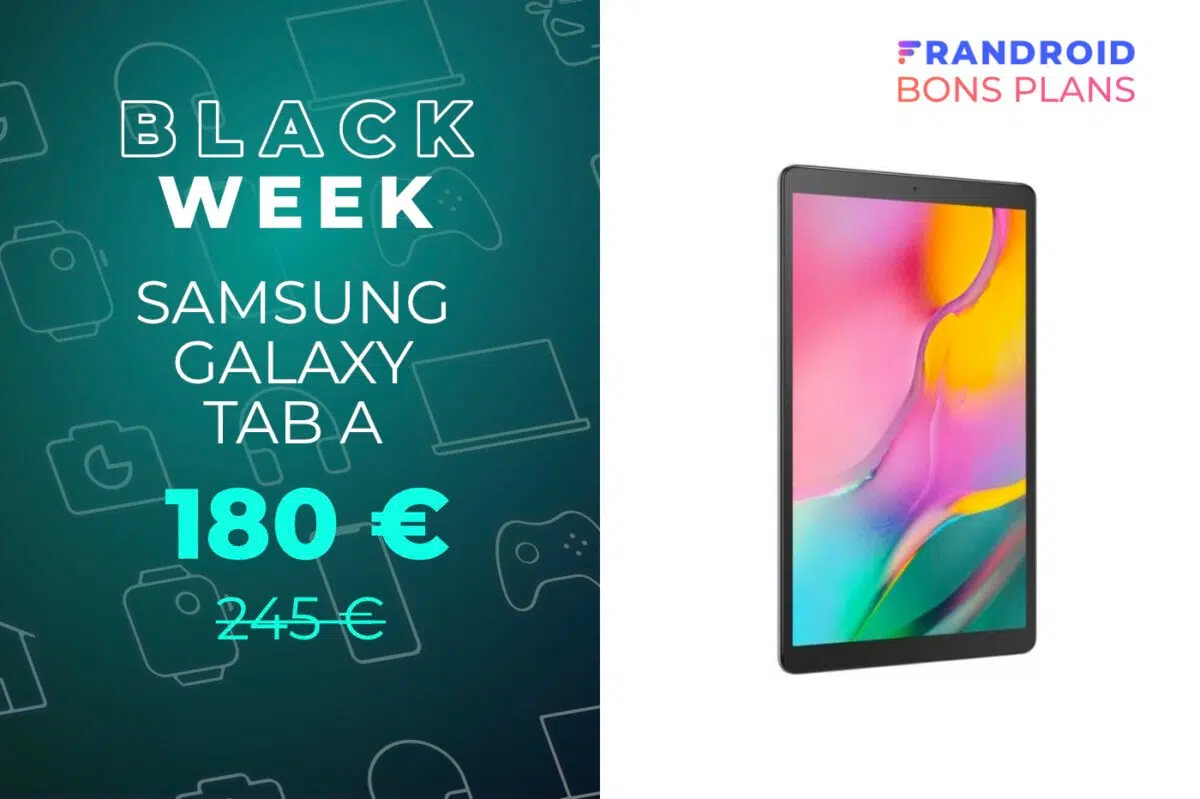 BLACK
WEEK
SAMSUNG
GALAXY
TAB A
180 €
245 €
FRANDROID
BONS PLANS